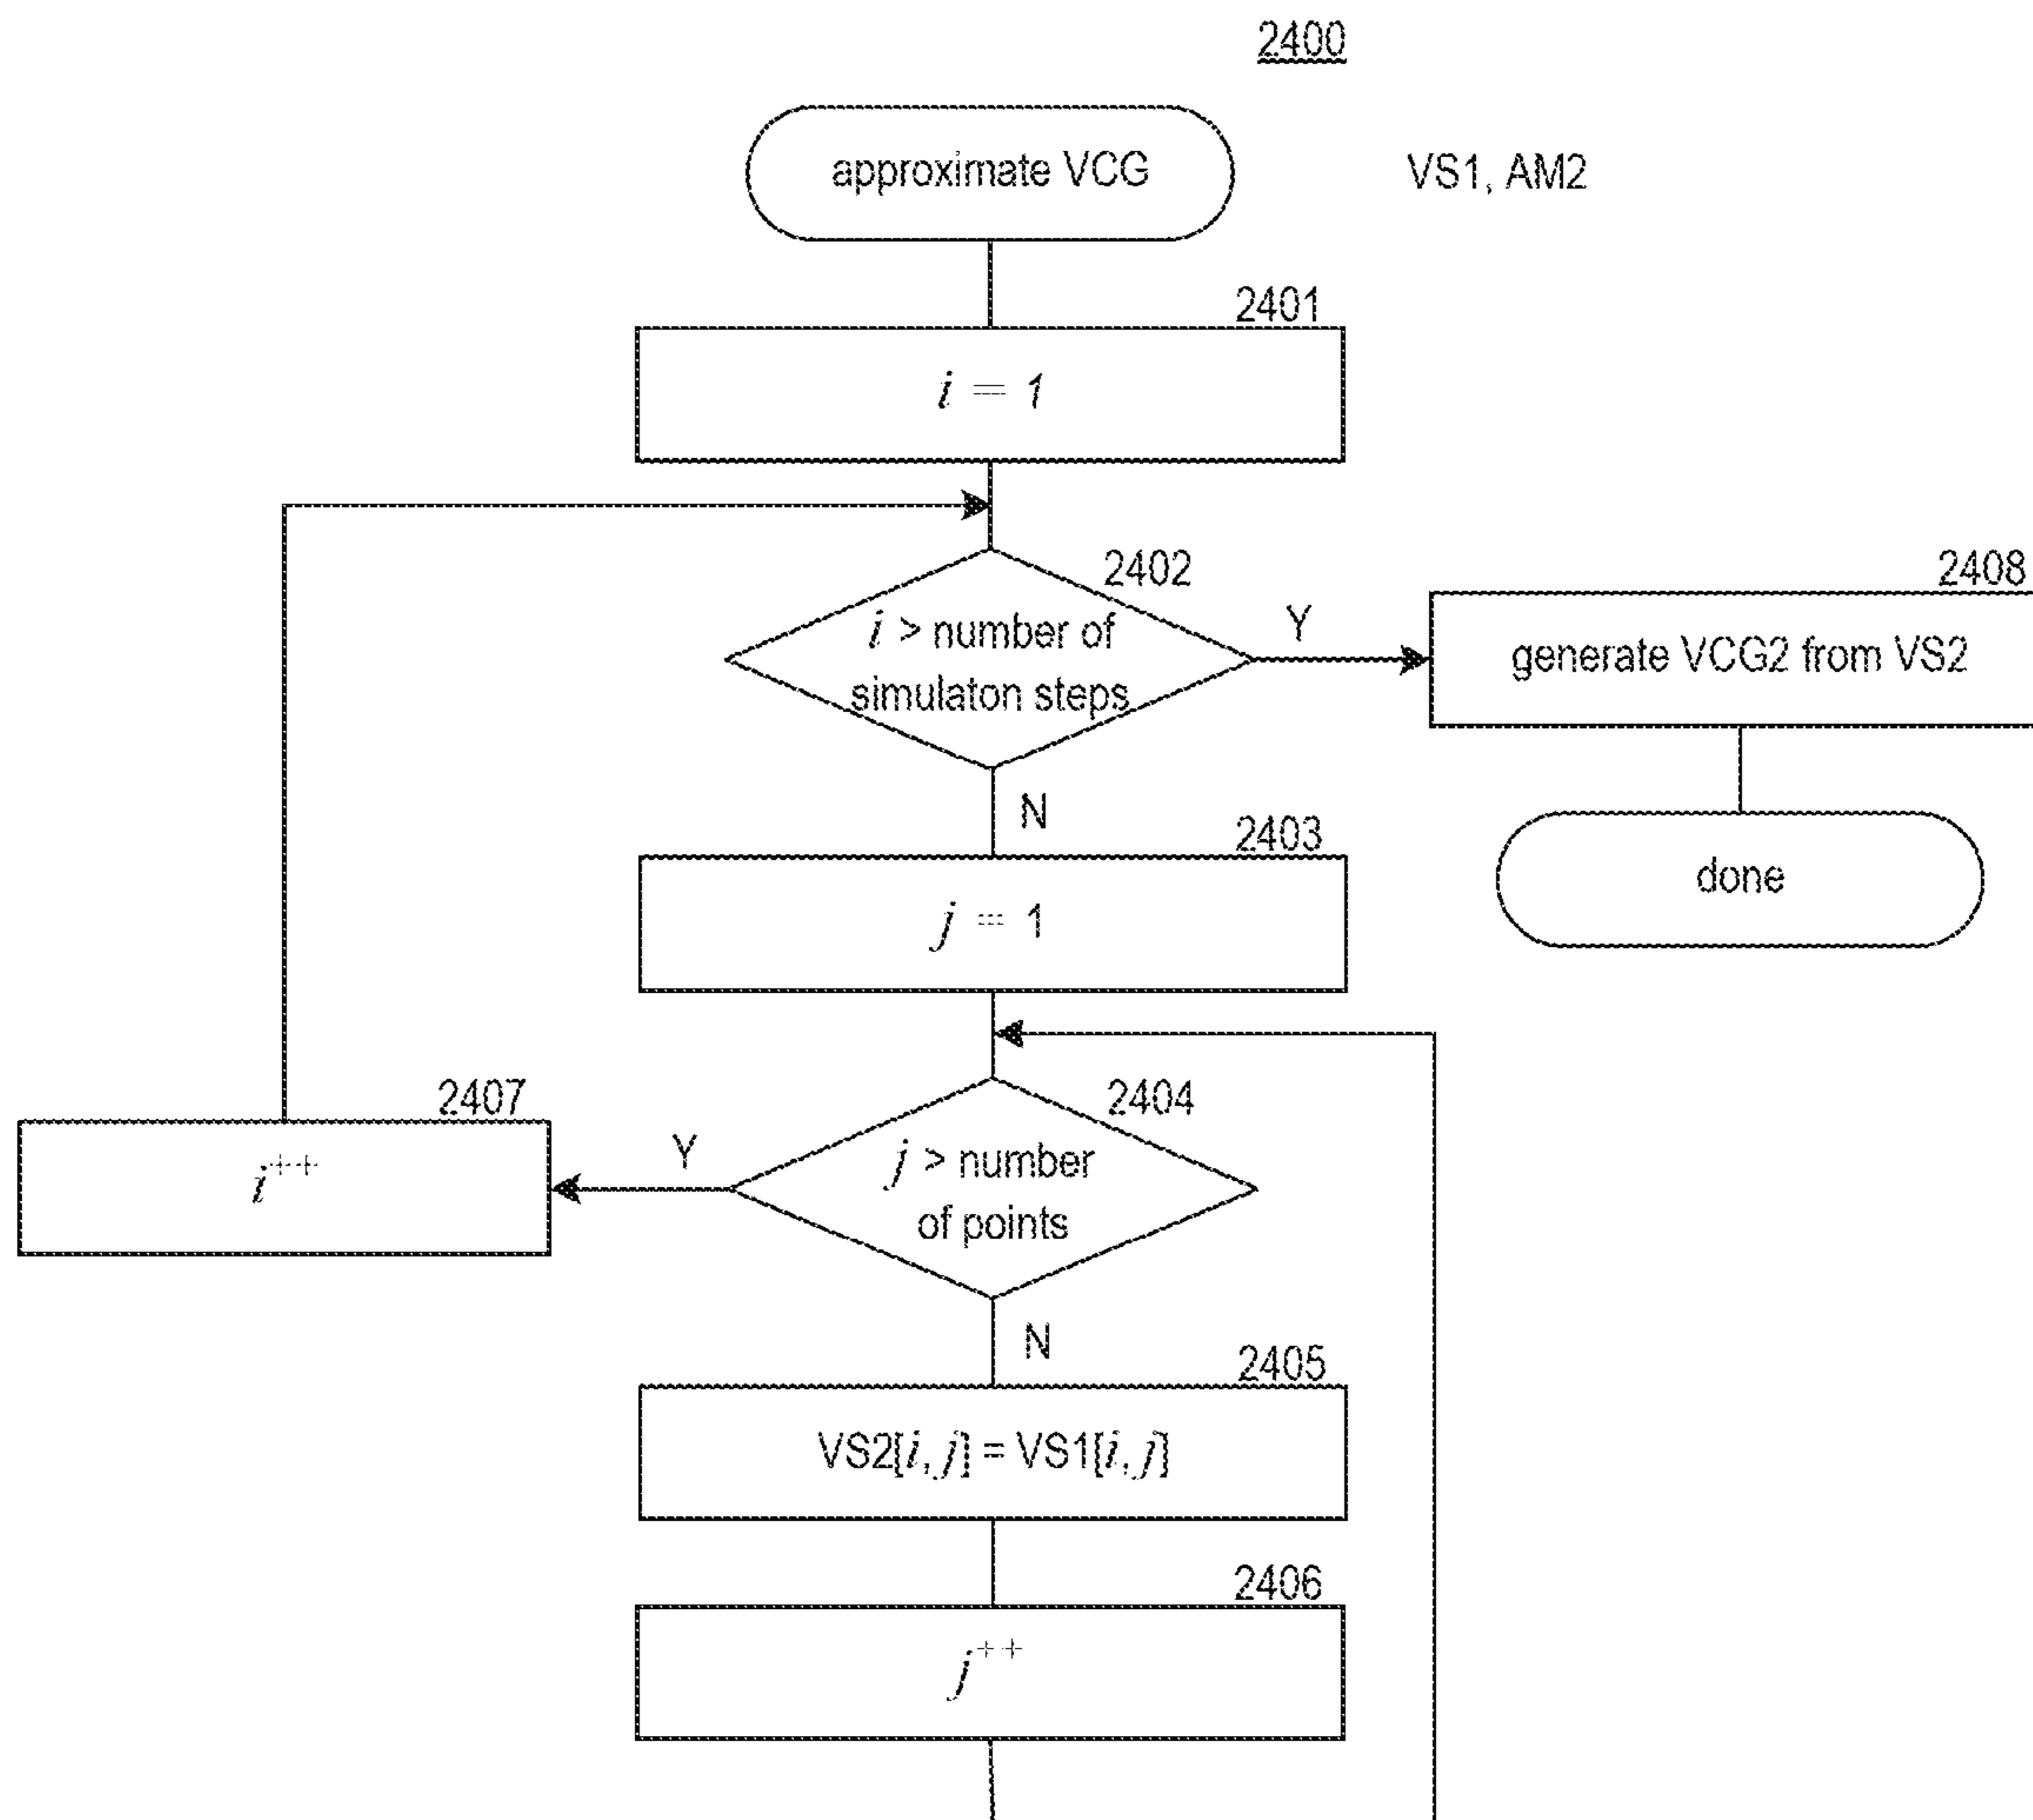 2400
approximate VCG
VS1, AM2
2401
i = 1
2402
i > number of
simulaton steps
Y
2408
generate VCG2 from VS2
N
done
2403
j = 1
2404
j > number
of points
Y
2407
i++
N
2405
VS2[i, j] = VS1[i, j]
2406
j++